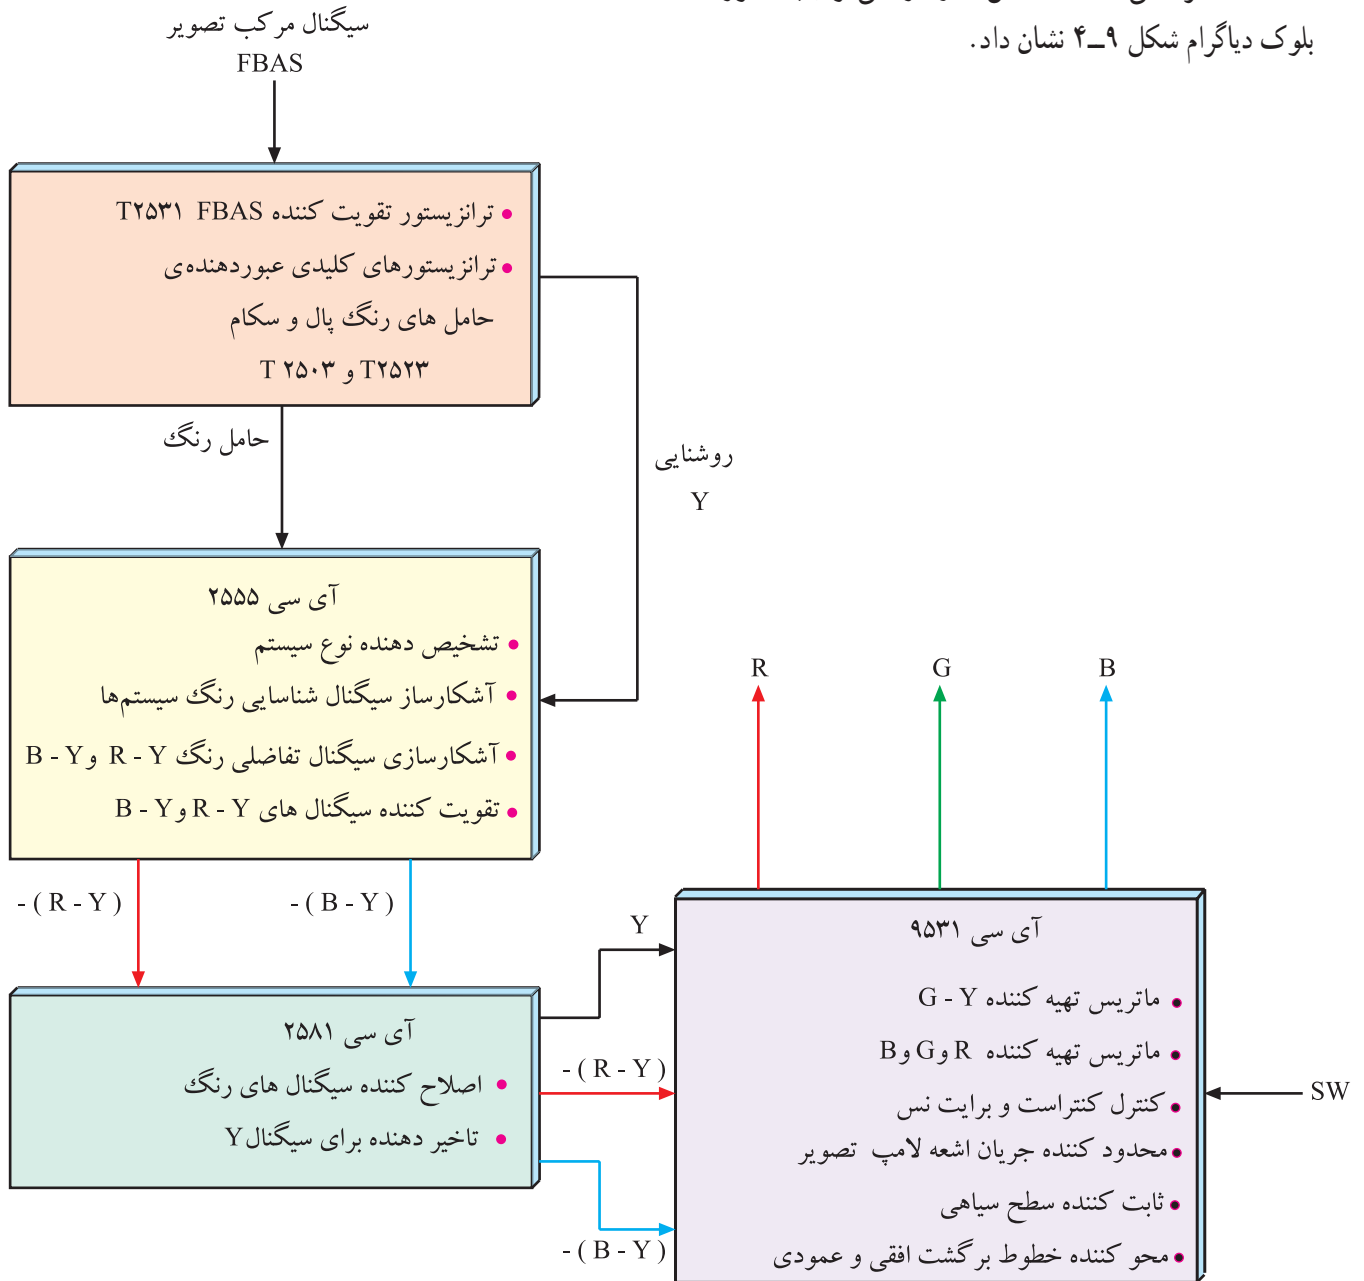 بلوک دیاگرام شکل ۹ــ۴ نشان داد.
سیگنال مرکب تصویر
FBAS
• ترانزیستور تقویت کننده FBAS T۲۵۳۱
• ترانزیستورهای کلیدی عبوردهنده‌ی
حامل های رنگ پال و سکام
T۲۵۲۳ و T ۲۵۰۳
حامل رنگ
روشنایی
Y
آی سی ۲۵۵۵
• تشخیص دهنده نوع سیستم
• آشکارساز سیگنال شناسایی رنگ سیستم‌ها
• آشکارسازی سیگنال تفاضلی رنگ R - Y و B - Y
• تقویت کننده سیگنال های R - Y و B - Y
- ( R - Y )
- ( B - Y )
آی سی ۲۵۸۱
• اصلاح کننده سیگنال های رنگ
• تاخیر دهنده برای سیگنال Y
Y
- ( R - Y )
- ( B - Y )
R
G
B
آی سی ۹۵۳۱
• ماتریس تهیه کننده G - Y
• ماتریس تهیه کننده R و G و B
• کنترل کنتراست و برایت نس
• محدود کننده جریان اشعه لامپ تصویر
• ثابت کننده سطح سیاهی
• محو کننده خطوط برگشت افقی و عمودی
SW